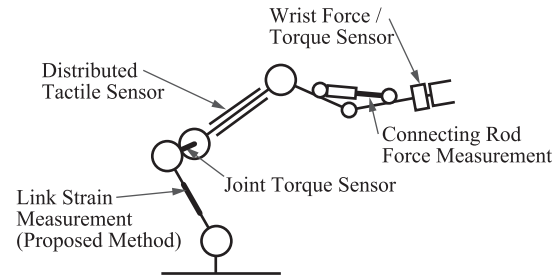 Wrist Force /
Torque Sensor
Distributed
Tactile Sensor
Connecting Rod
Force Measurement
Joint Torque Sensor
Link Strain
Measurement
(Proposed Method)